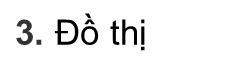 3. Đồ thị